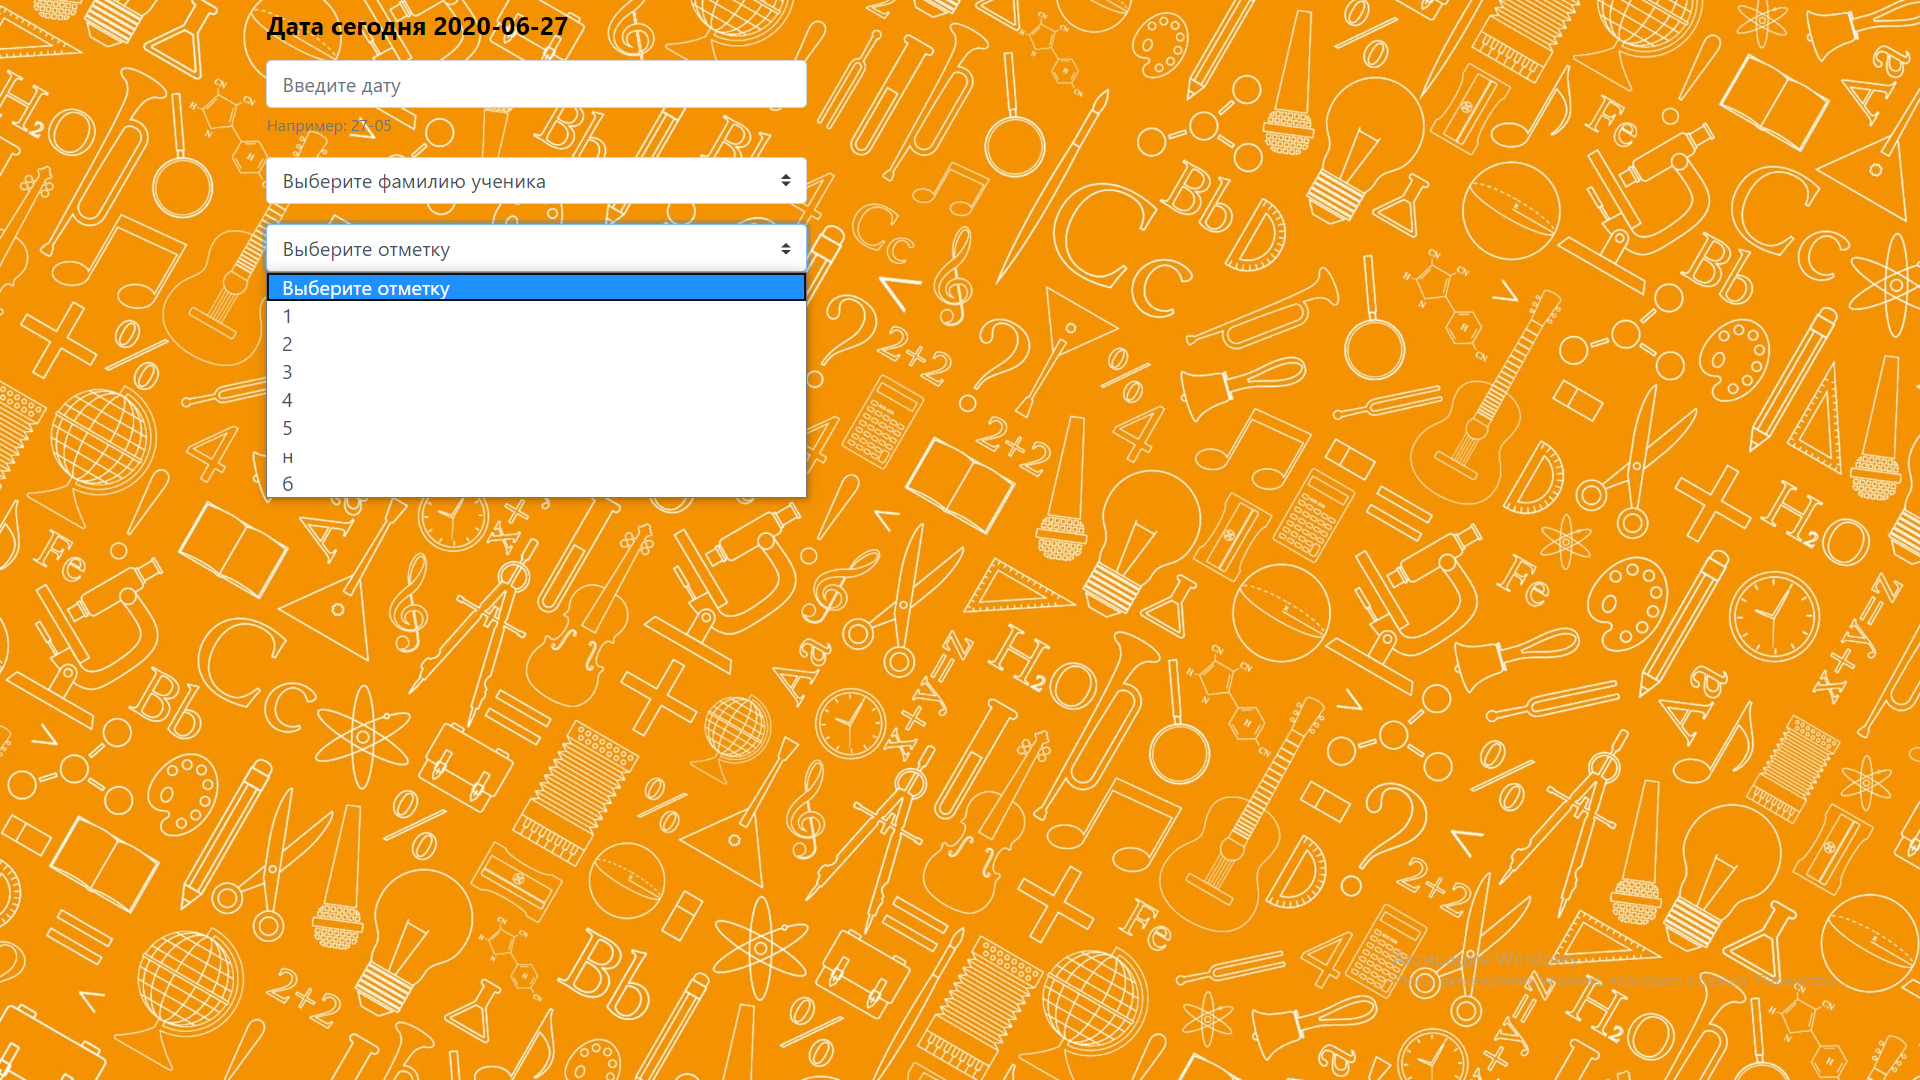 Дата сегодня 2020-06-27
Введите дату
Например: 27-05
Выберите фамилию ученика
Выберите отметку
Выберите отметку
1
2
3
4
5
н
б